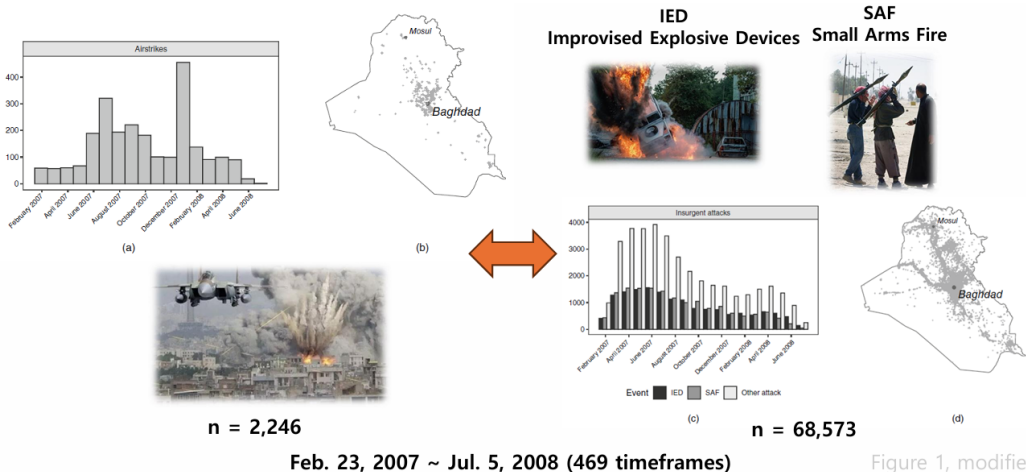 Airstrikes
400
300
200
100
0
February 2007
April 2007
June 2007
August 2007
October 2007
December 2007
February 2008
April 2008
June 2008
(a)
Mosul
Baghdad
(b)
n = 2,246
IED
Improvised Explosive Devices
SAF
Small Arms Fire
Insurgent attacks
4000
3000
2000
1000
0
February 2007
April 2007
June 2007
August 2007
October 2007
December 2007
February 2008
April 2008
June 2008
Event IED SAF Other attack
(c)
Mosul
Baghdad
(d)
n = 68,573
Feb. 23, 2007 ~ Jul. 5, 2008 (469 timeframes)
Figure 1, modifie